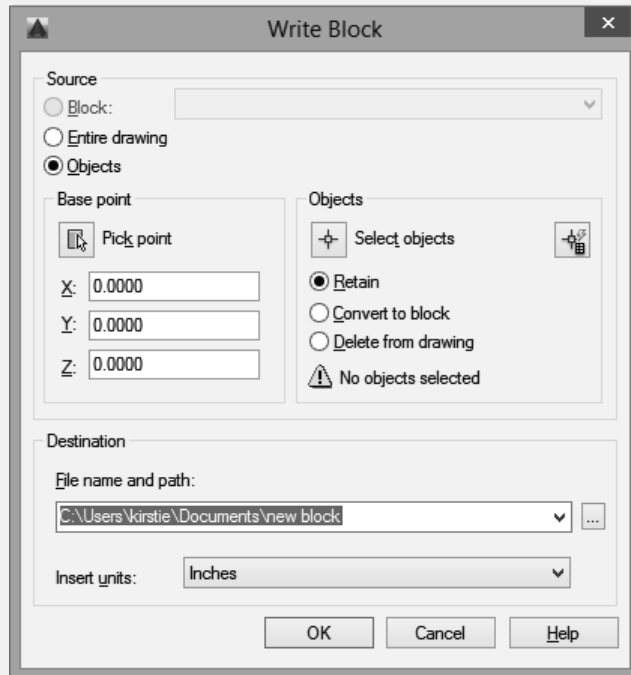 Write Block
Source
Block:
Entire drawing
Objects
Base point
Pick point
X: 0.0000
Y: 0.0000
Z: 0.0000
Objects
Select objects
Retain
Convert to block
Delete from drawing
No objects selected
Destination
File name and path:
C:\Users\kirstie\Documents\new block
...
Insert units: Inches
OK Cancel Help